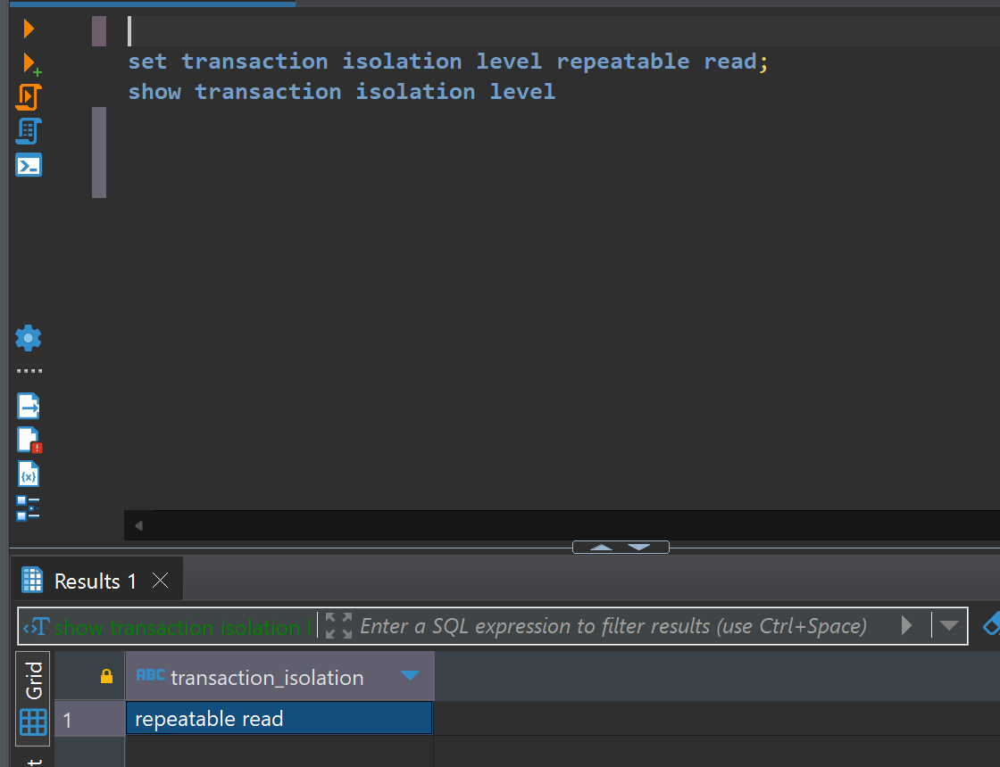 set transaction isolation level repeatable read;
show transaction isolation level
Results 1
show transaction isolation l
Enter a SQL expression to filter results (use Ctrl+Space)
Grid
ABC transaction_isolation
1
repeatable read